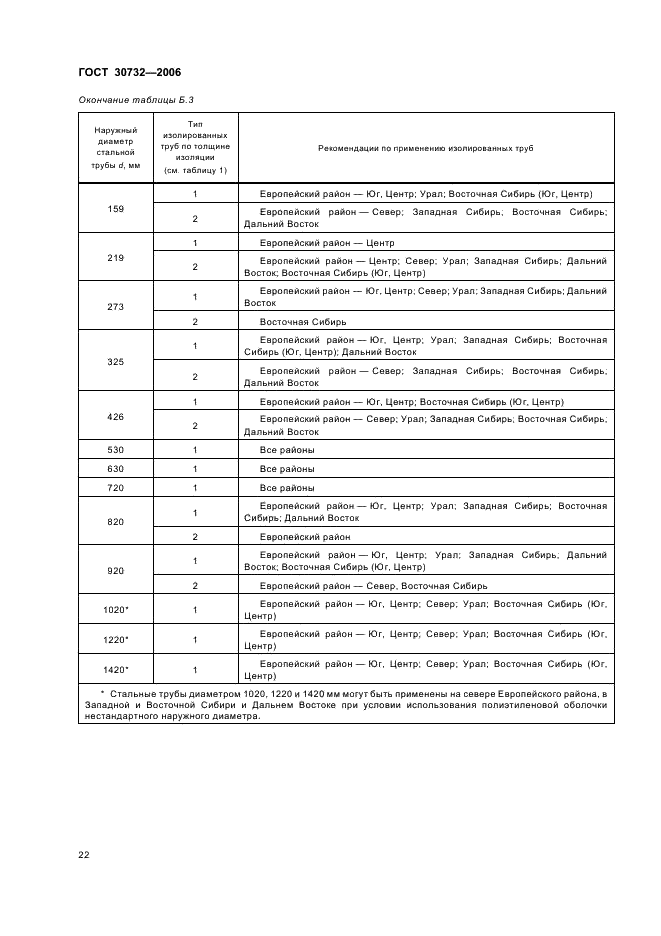 ГОСТ 30732—2006
Окончание таблицы Б.3
Наружный
диаметр
стальной
трубы d, мм
Тип
изолированных
труб по толщине
изоляции
(см. таблицу 1)
Рекомендации по применению изолированных труб
159
1
Европейский район — Юг, Центр; Урал; Восточная Сибирь (Юг, Центр)
2
Европейский район — Север; Западная Сибирь, Восточная Сибирь;
Дальний Восток
219
1
Европейский район — Центр
2
Европейский район — Центр; Север; Урал; Западная Сибирь; Дальний
Восток; Восточная Сибирь (Юг, Центр)
273
1
Европейский район — Юг, Центр; Север; Урал; Западная Сибирь; Дальний
Восток
2
Восточная Сибирь
325
1
Европейский район — Юг, Центр; Урал; Западная Сибирь; Восточная
Сибирь (Юг, Центр); Дальний Восток
2
Европейский район — Север; Западная Сибирь; Восточная Сибирь;
Дальний Восток
426
1
Европейский район — Юг, Центр; Восточная Сибирь (Юг, Центр)
2
Европейский район — Север; Урал; Западная Сибирь; Восточная Сибирь;
Дальний Восток
530
1
Все районы
630
1
Все районы
720
1
Все районы
820
1
Европейский район — Юг, Центр; Урал; Западная Сибирь; Восточная
Сибирь; Дальний Восток
2
Европейский район
920
1
Европейский район — Юг, Центр; Урал; Западная Сибирь; Дальний
Восток; Восточная Сибирь (Юг, Центр)
2
Европейский район — Север, Восточная Сибирь
1020*
1
Европейский район — Юг, Центр; Север; Урал; Восточная Сибирь (Юг,
Центр)
1220*
1
Европейский район — Юг, Центр; Север; Урал; Восточная Сибирь (Юг,
Центр)
1420*
1
Европейский район — Юг, Центр; Север; Урал; Восточная Сибирь (Юг,
Центр)
* Стальные трубы диаметром 1020, 1220 и 1420 мм могут быть применены на севере Европейского района, в
Западной и Восточной Сибири и Дальнем Востоке при условии использования полиэтиленовой оболочки
нестандартного наружного диаметра.
22